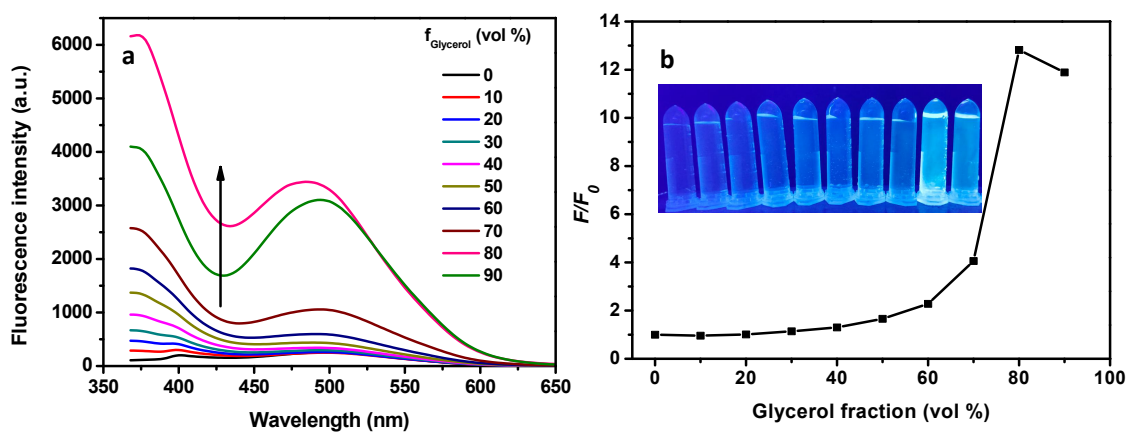 a
f_Glycerol (vol %)
0
10
20
30
40
50
60
70
80
90
Fluorescence intensity (a.u.)
6000
5000
4000
3000
2000
1000
0
350 400 450 500 550 600 650
Wavelength (nm)
b
F/F_0
14
12
10
8
6
4
2
0
0 20 40 60 80 100
Glycerol fraction (vol %)